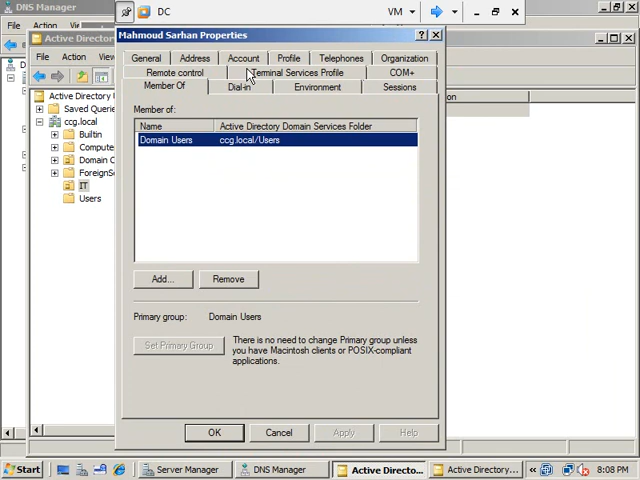 DNS Manager
DC
VM
File
Action
Active Directory
File
Action
Active Directory
Saved Querie
ccg.local
Builtin
Compute
Domain C
ForeignS
IT
Users
Mahmoud Sarhan Properties
General
Address
Account
Profile
Telephones
Organization
Remote control
Terminal Services Profile
COM+
Member Of
Dial-in
Environment
Sessions
Member of:
Name
Active Directory Domain Services Folder
Domain Users
ccg.local/Users
Add...
Remove
Primary group:
Domain Users
Set Primary Group
There is no need to change Primary group unless
you have Macintosh clients or POSIX-compliant
applications.
OK
Cancel
Apply
Help
on
Start
Server Manager
DNS Manager
Active Directo...
Active Directory...
8:08 PM